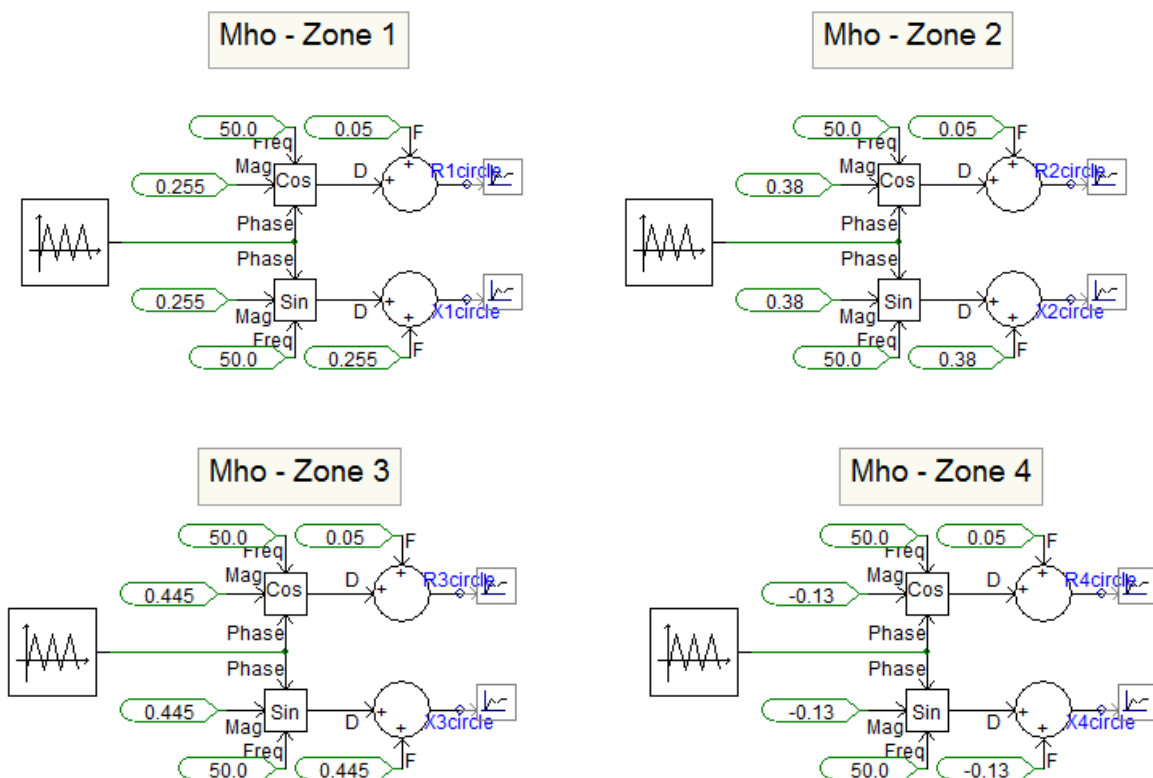 Mho - Zone 1
50.0
0.05
F
Freq
Mag
0.255
Cos
D
+
+
R1circle
Phase
Phase
0.255
Mag
Sin
D
+
+
X1circle
Freq
50.0
0.255
F
Mho - Zone 2
50.0
0.05
F
Freq
Mag
0.38
Cos
D
+
+
R2circle
Phase
Phase
0.38
Mag
Sin
D
+
+
X2circle
Freq
50.0
0.38
F
Mho - Zone 3
50.0
0.05
F
Freq
Mag
0.445
Cos
D
+
+
R3circle
Phase
Phase
0.445
Mag
Sin
D
+
+
X3circle
Freq
50.0
0.445
F
Mho - Zone 4
50.0
0.05
F
Freq
Mag
-0.13
Cos
D
+
+
R4circle
Phase
Phase
-0.13
Mag
Sin
D
+
+
X4circle
Freq
50.0
-0.13
F